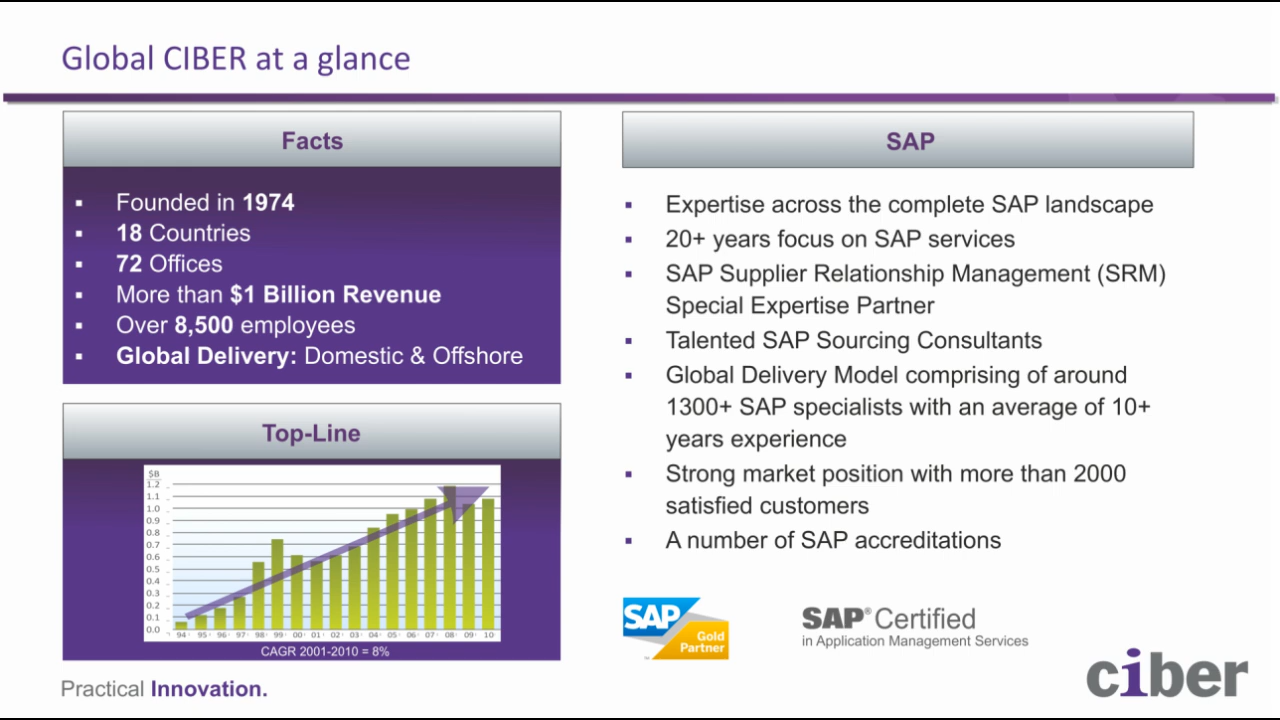 Global CIBER at a glance
Facts
▪ Founded in 1974
▪ 18 Countries
▪ 72 Offices
▪ More than $1 Billion Revenue
▪ Over 8,500 employees
▪ Global Delivery: Domestic & Offshore
Top-Line
$B
1.2
1.1
1.0
0.9
0.8
0.7
0.6
0.5
0.4
0.3
0.2
0.1
0.0
94 95 96 97 98 99 00 01 02 03 04 05 06 07 08 09 10
CAGR 2001-2010 = 8%
SAP
▪ Expertise across the complete SAP landscape
▪ 20+ years focus on SAP services
▪ SAP Supplier Relationship Management (SRM)
Special Expertise Partner
▪ Talented SAP Sourcing Consultants
▪ Global Delivery Model comprising of around
1300+ SAP specialists with an average of 10+
years experience
▪ Strong market position with more than 2000
satisfied customers
▪ A number of SAP accreditations
SAP
Gold
Partner
SAP® Certified
in Application Management Services
Practical Innovation.
ciber